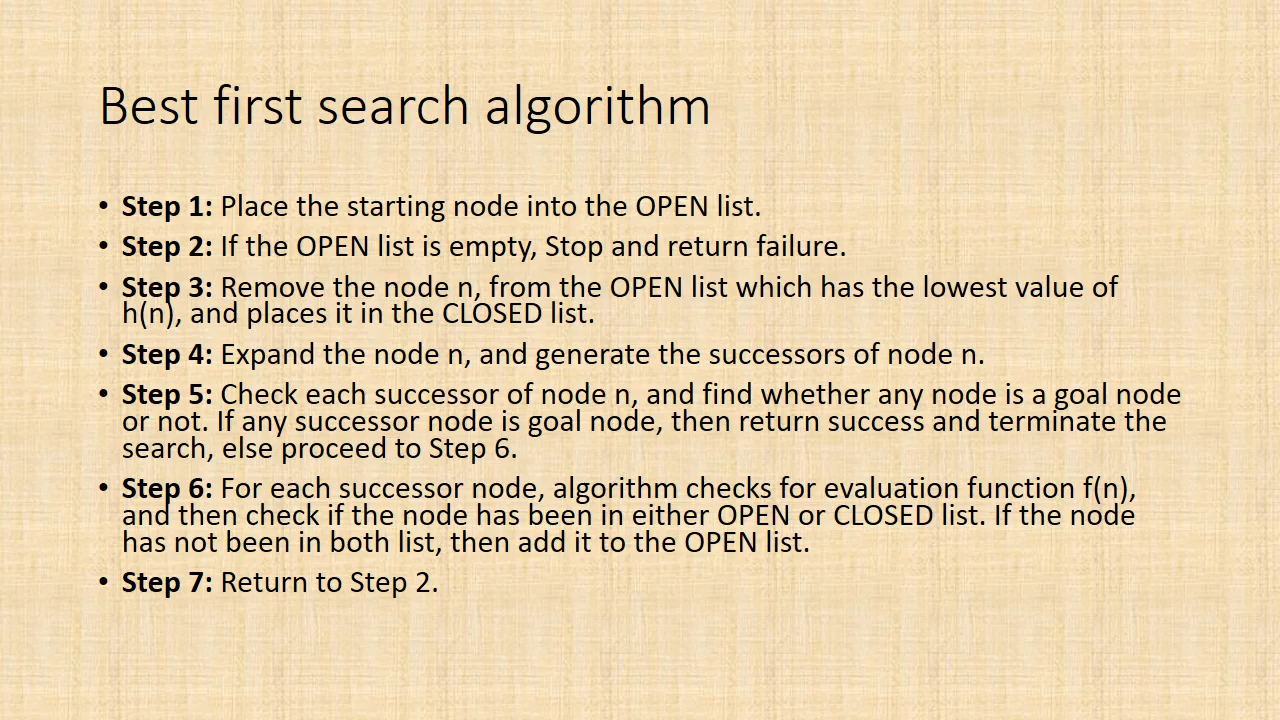 Best first search algorithm
• Step 1: Place the starting node into the OPEN list.
• Step 2: If the OPEN list is empty, Stop and return failure.
• Step 3: Remove the node n, from the OPEN list which has the lowest value of
h(n), and places it in the CLOSED list.
• Step 4: Expand the node n, and generate the successors of node n.
• Step 5: Check each successor of node n, and find whether any node is a goal node
or not. If any successor node is goal node, then return success and terminate the
search, else proceed to Step 6.
• Step 6: For each successor node, algorithm checks for evaluation function f(n),
and then check if the node has been in either OPEN or CLOSED list. If the node
has not been in both list, then add it to the OPEN list.
• Step 7: Return to Step 2.